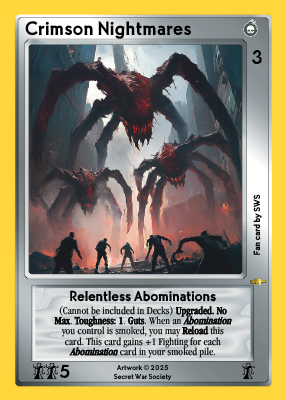 Crimson Nightmares
3
Fan card by SWS
Relentless Abominations
(Cannot be included in Decks) Upgraded. No
Max. Toughness: 1. Guts. When an Abomination
you control is smoked, you may Reload this
card. This card gains +1 Fighting for each
Abomination card in your smoked pile.
5
Artwork © 2025
Secret War Society